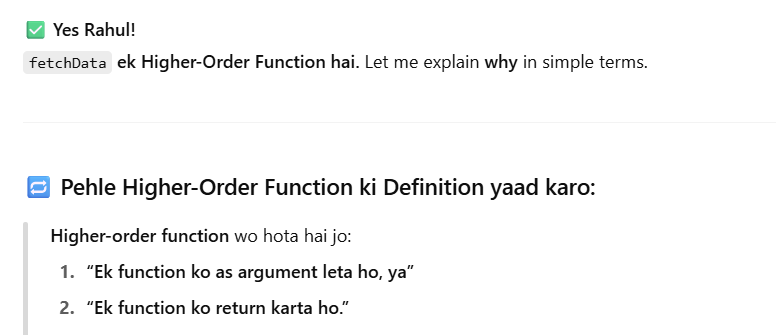 ✅ Yes Rahul!
fetchData ek Higher-Order Function hai. Let me explain why in simple terms.
🔁 Pehle Higher-Order Function ki Definition yaad karo:
Higher-order function wo hota hai jo:
1. “Ek function ko as argument leta ho, ya”
2. “Ek function ko return karta ho.”